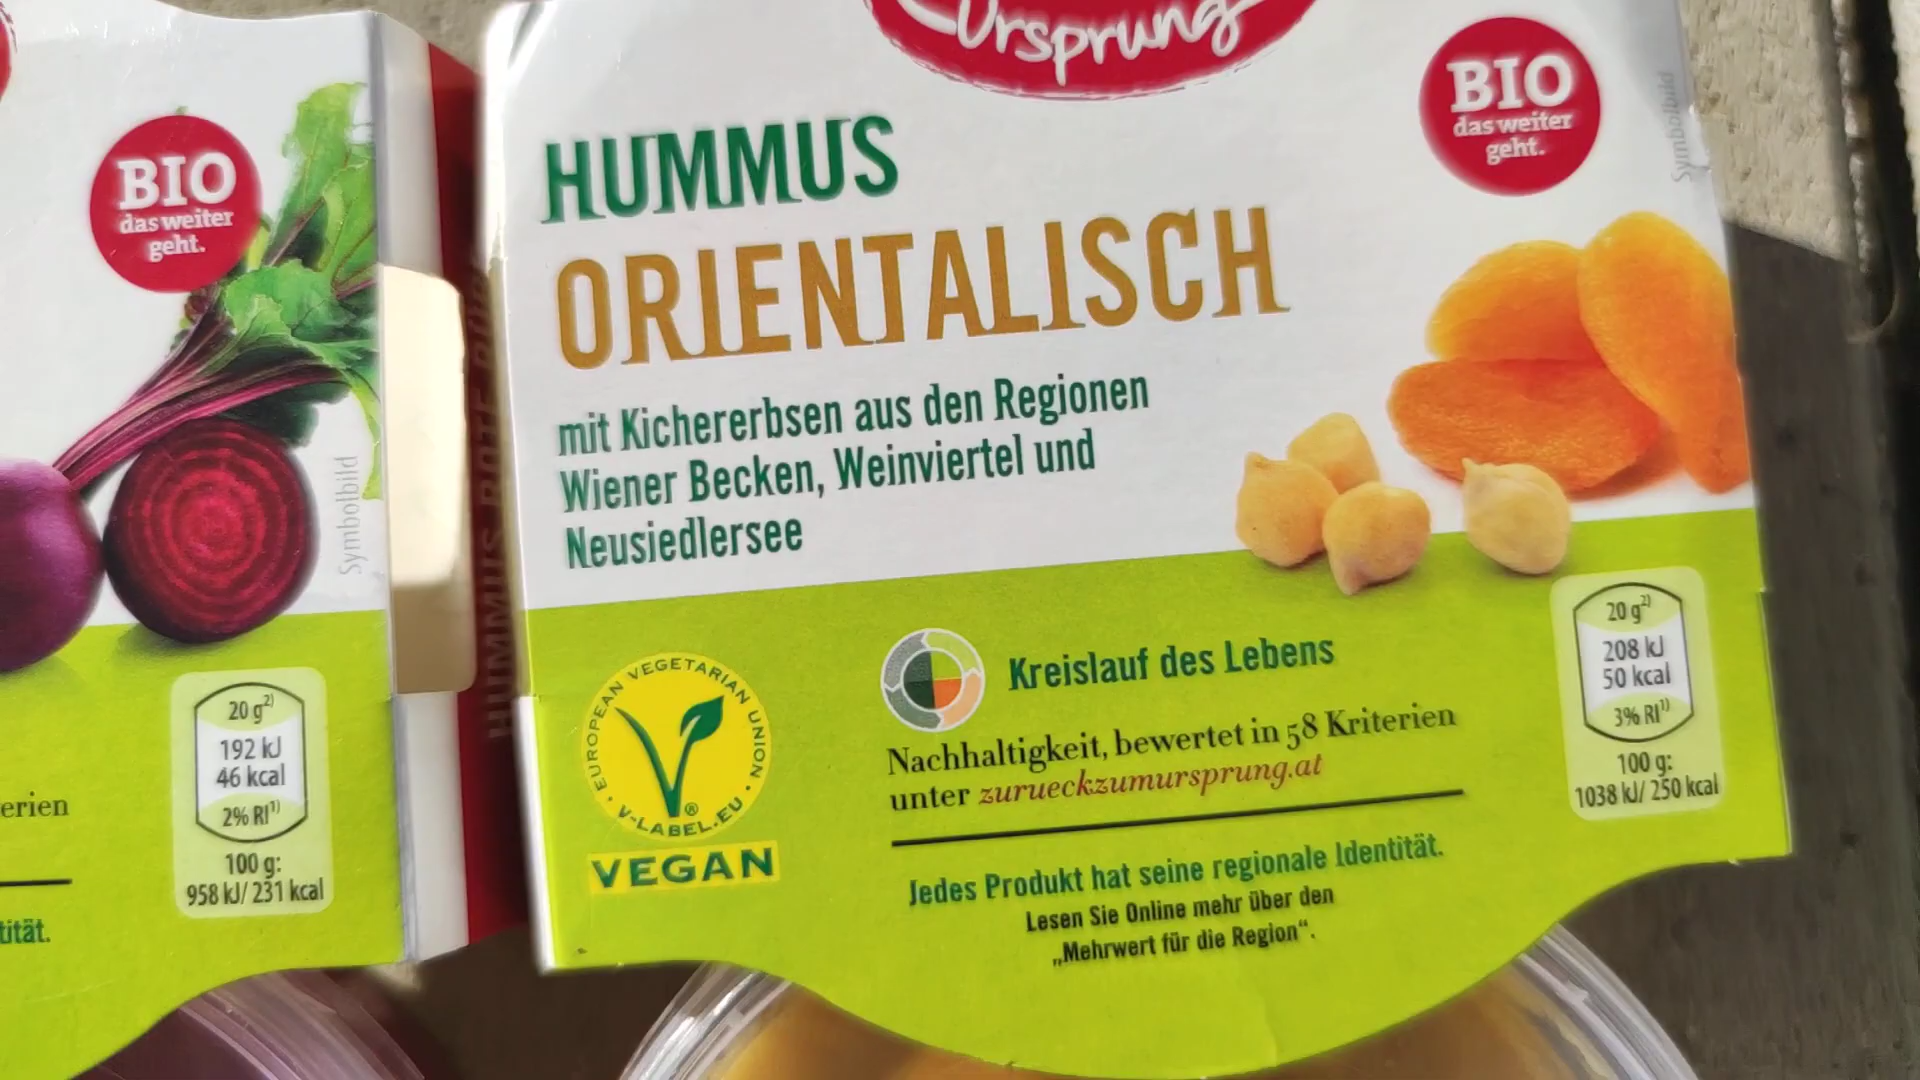 BIO
das weiter
geht.
Symbolbild
20 g²⁾
192 kJ
46 kcal
2% RI¹⁾
100 g:
958 kJ/ 231 kcal
erien
tität.
HUMMUS ROTE
Ursprung
BIO
das weiter
geht.
Symbolbild
HUMMUS
ORIENTALISCH
mit Kichererbsen aus den Regionen
Wiener Becken, Weinviertel und
Neusiedlersee
EUROPEAN VEGETARIAN UNION
V-LABEL.EU
®
VEGAN
Kreislauf des Lebens
Nachhaltigkeit, bewertet in 58 Kriterien
unter zurueckzumursprung.at
Jedes Produkt hat seine regionale Identität.
Lesen Sie Online mehr über den
„Mehrwert für die Region“.
20 g²⁾
208 kJ
50 kcal
3% RI¹⁾
100 g:
1038 kJ/ 250 kcal